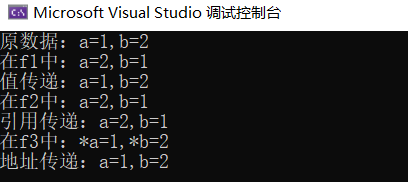 Microsoft Visual Studio 调试控制台
原数据：a=1,b=2
在f1中：a=2,b=1
值传递：a=1,b=2
在f2中：a=2,b=1
引用传递：a=2,b=1
在f3中：*a=1,*b=2
地址传递：a=1,b=2